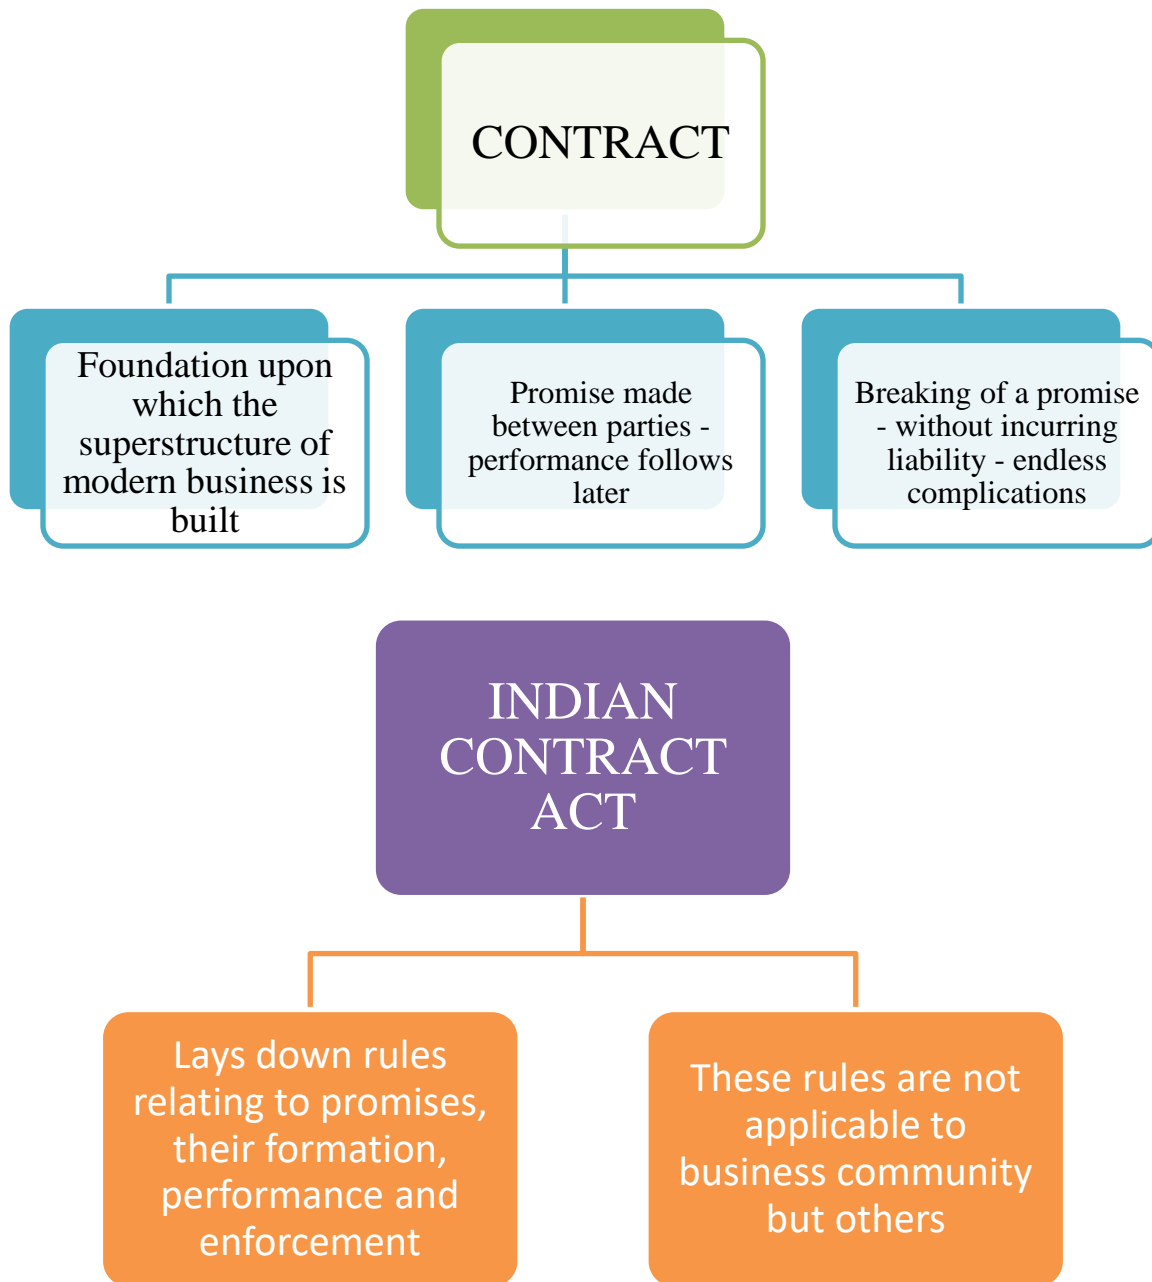 CONTRACT
Foundation upon
which the
superstructure of
modern business is
built
Promise made
between parties -
performance follows
later
Breaking of a promise
- without incurring
liability - endless
complications
INDIAN
CONTRACT
ACT
Lays down rules
relating to promises,
their formation,
performance and
enforcement
These rules are not
applicable to
business community
but others